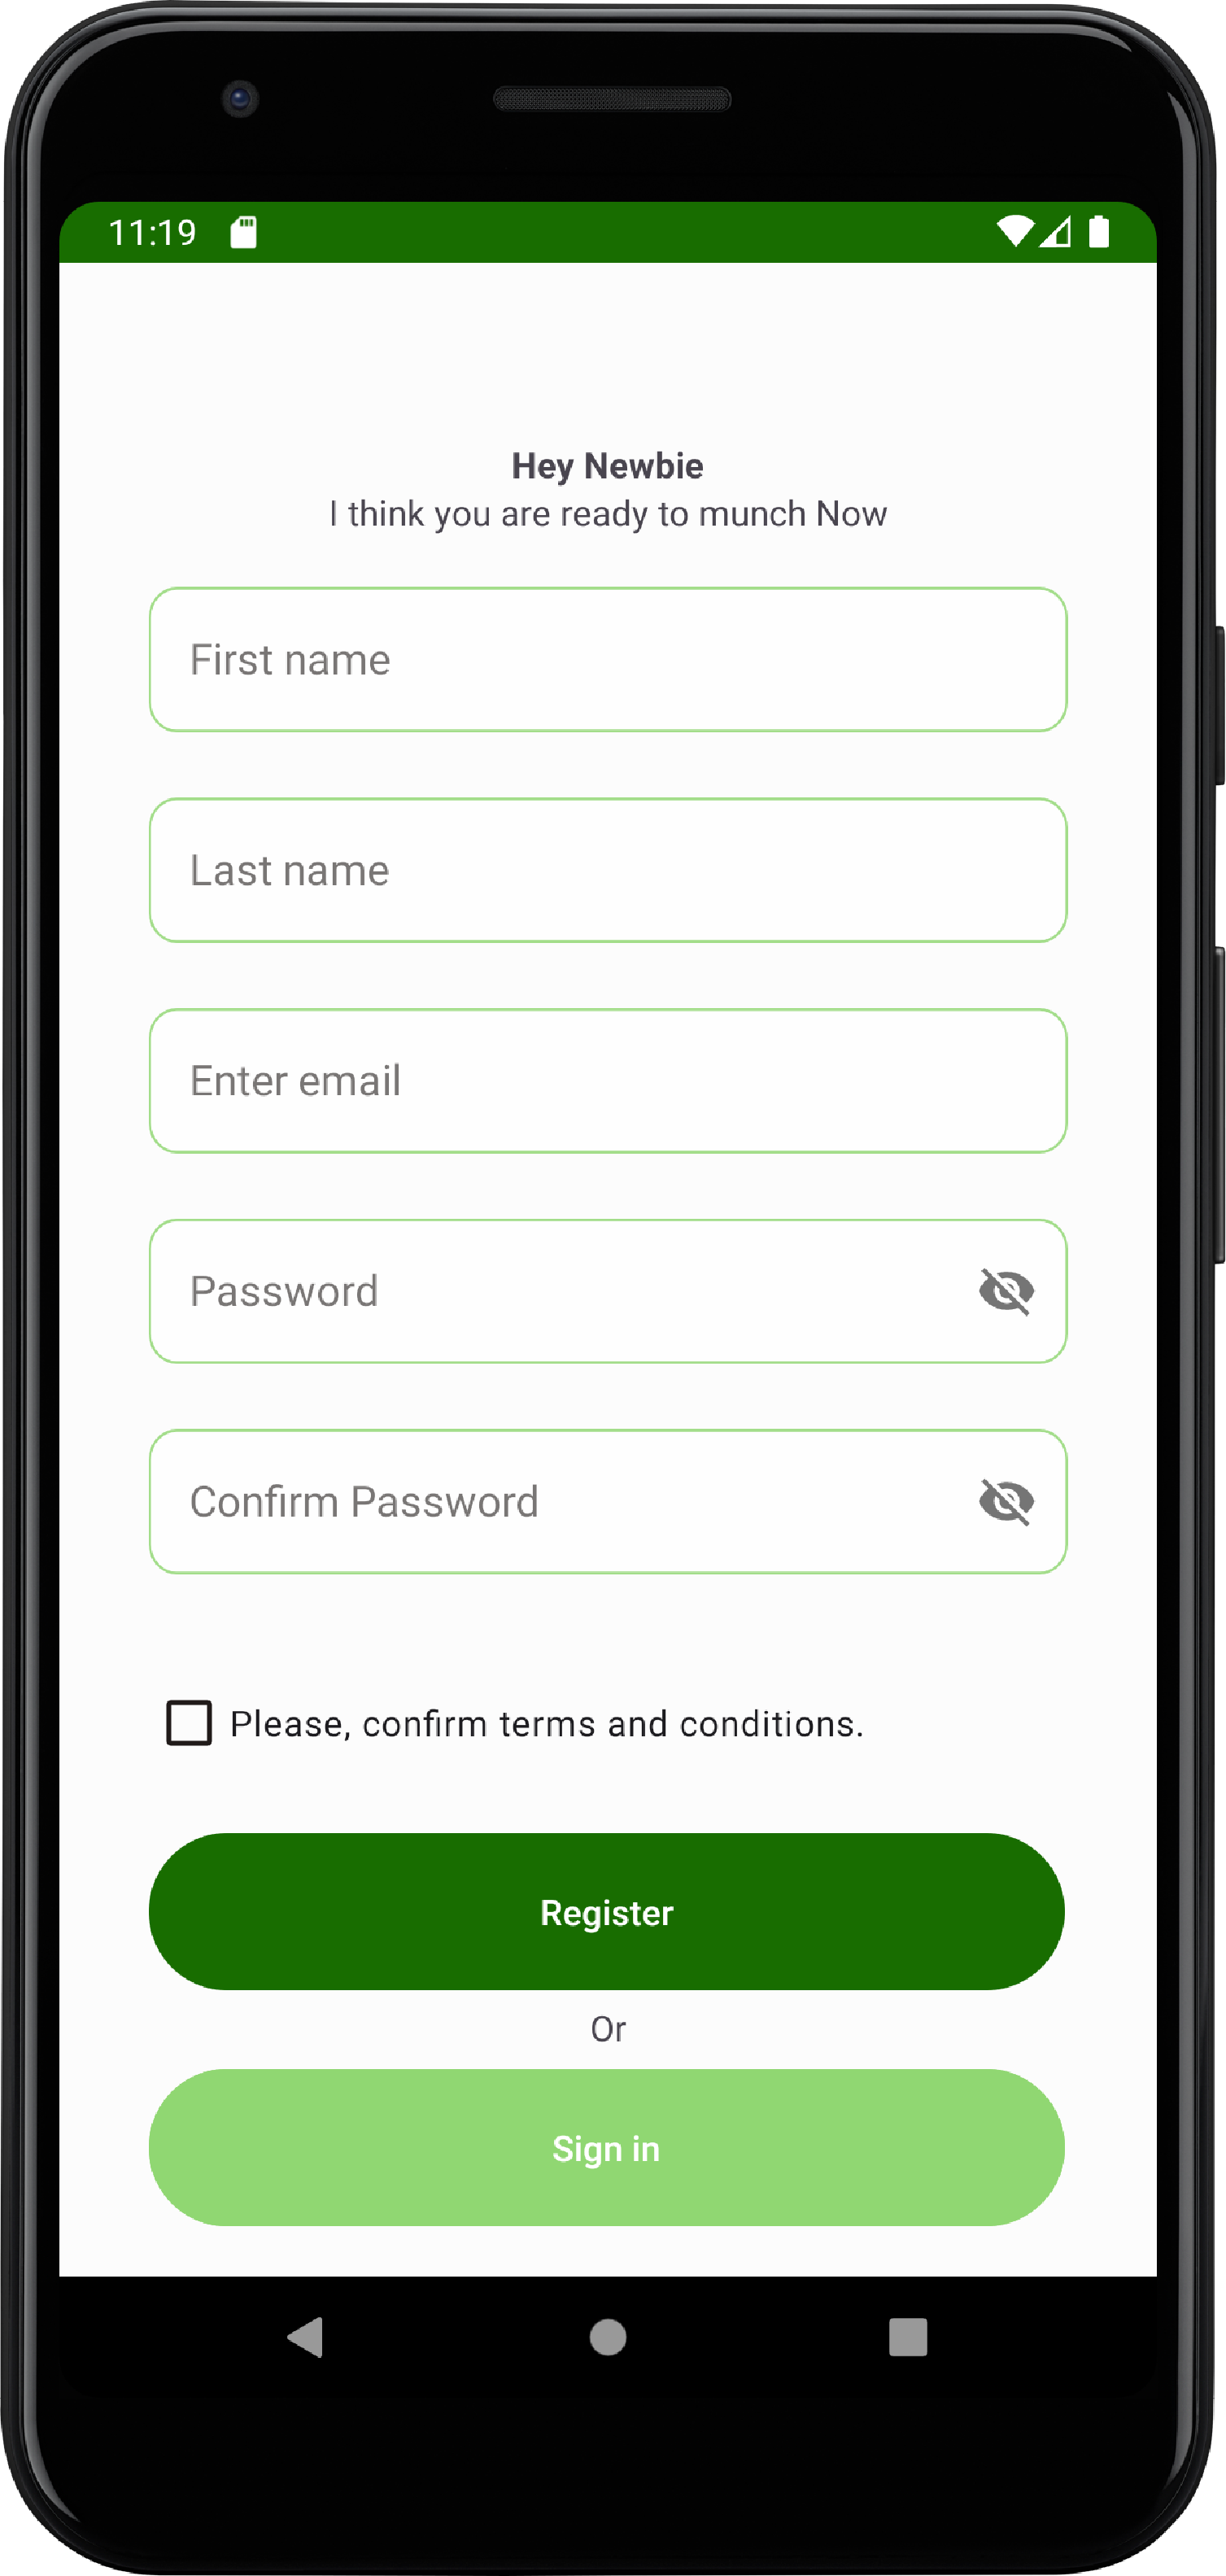 11:19
Hey Newbie
I think you are ready to munch Now
First name
Last name
Enter email
Password
Confirm Password
Please, confirm terms and conditions.
Register
Or
Sign in